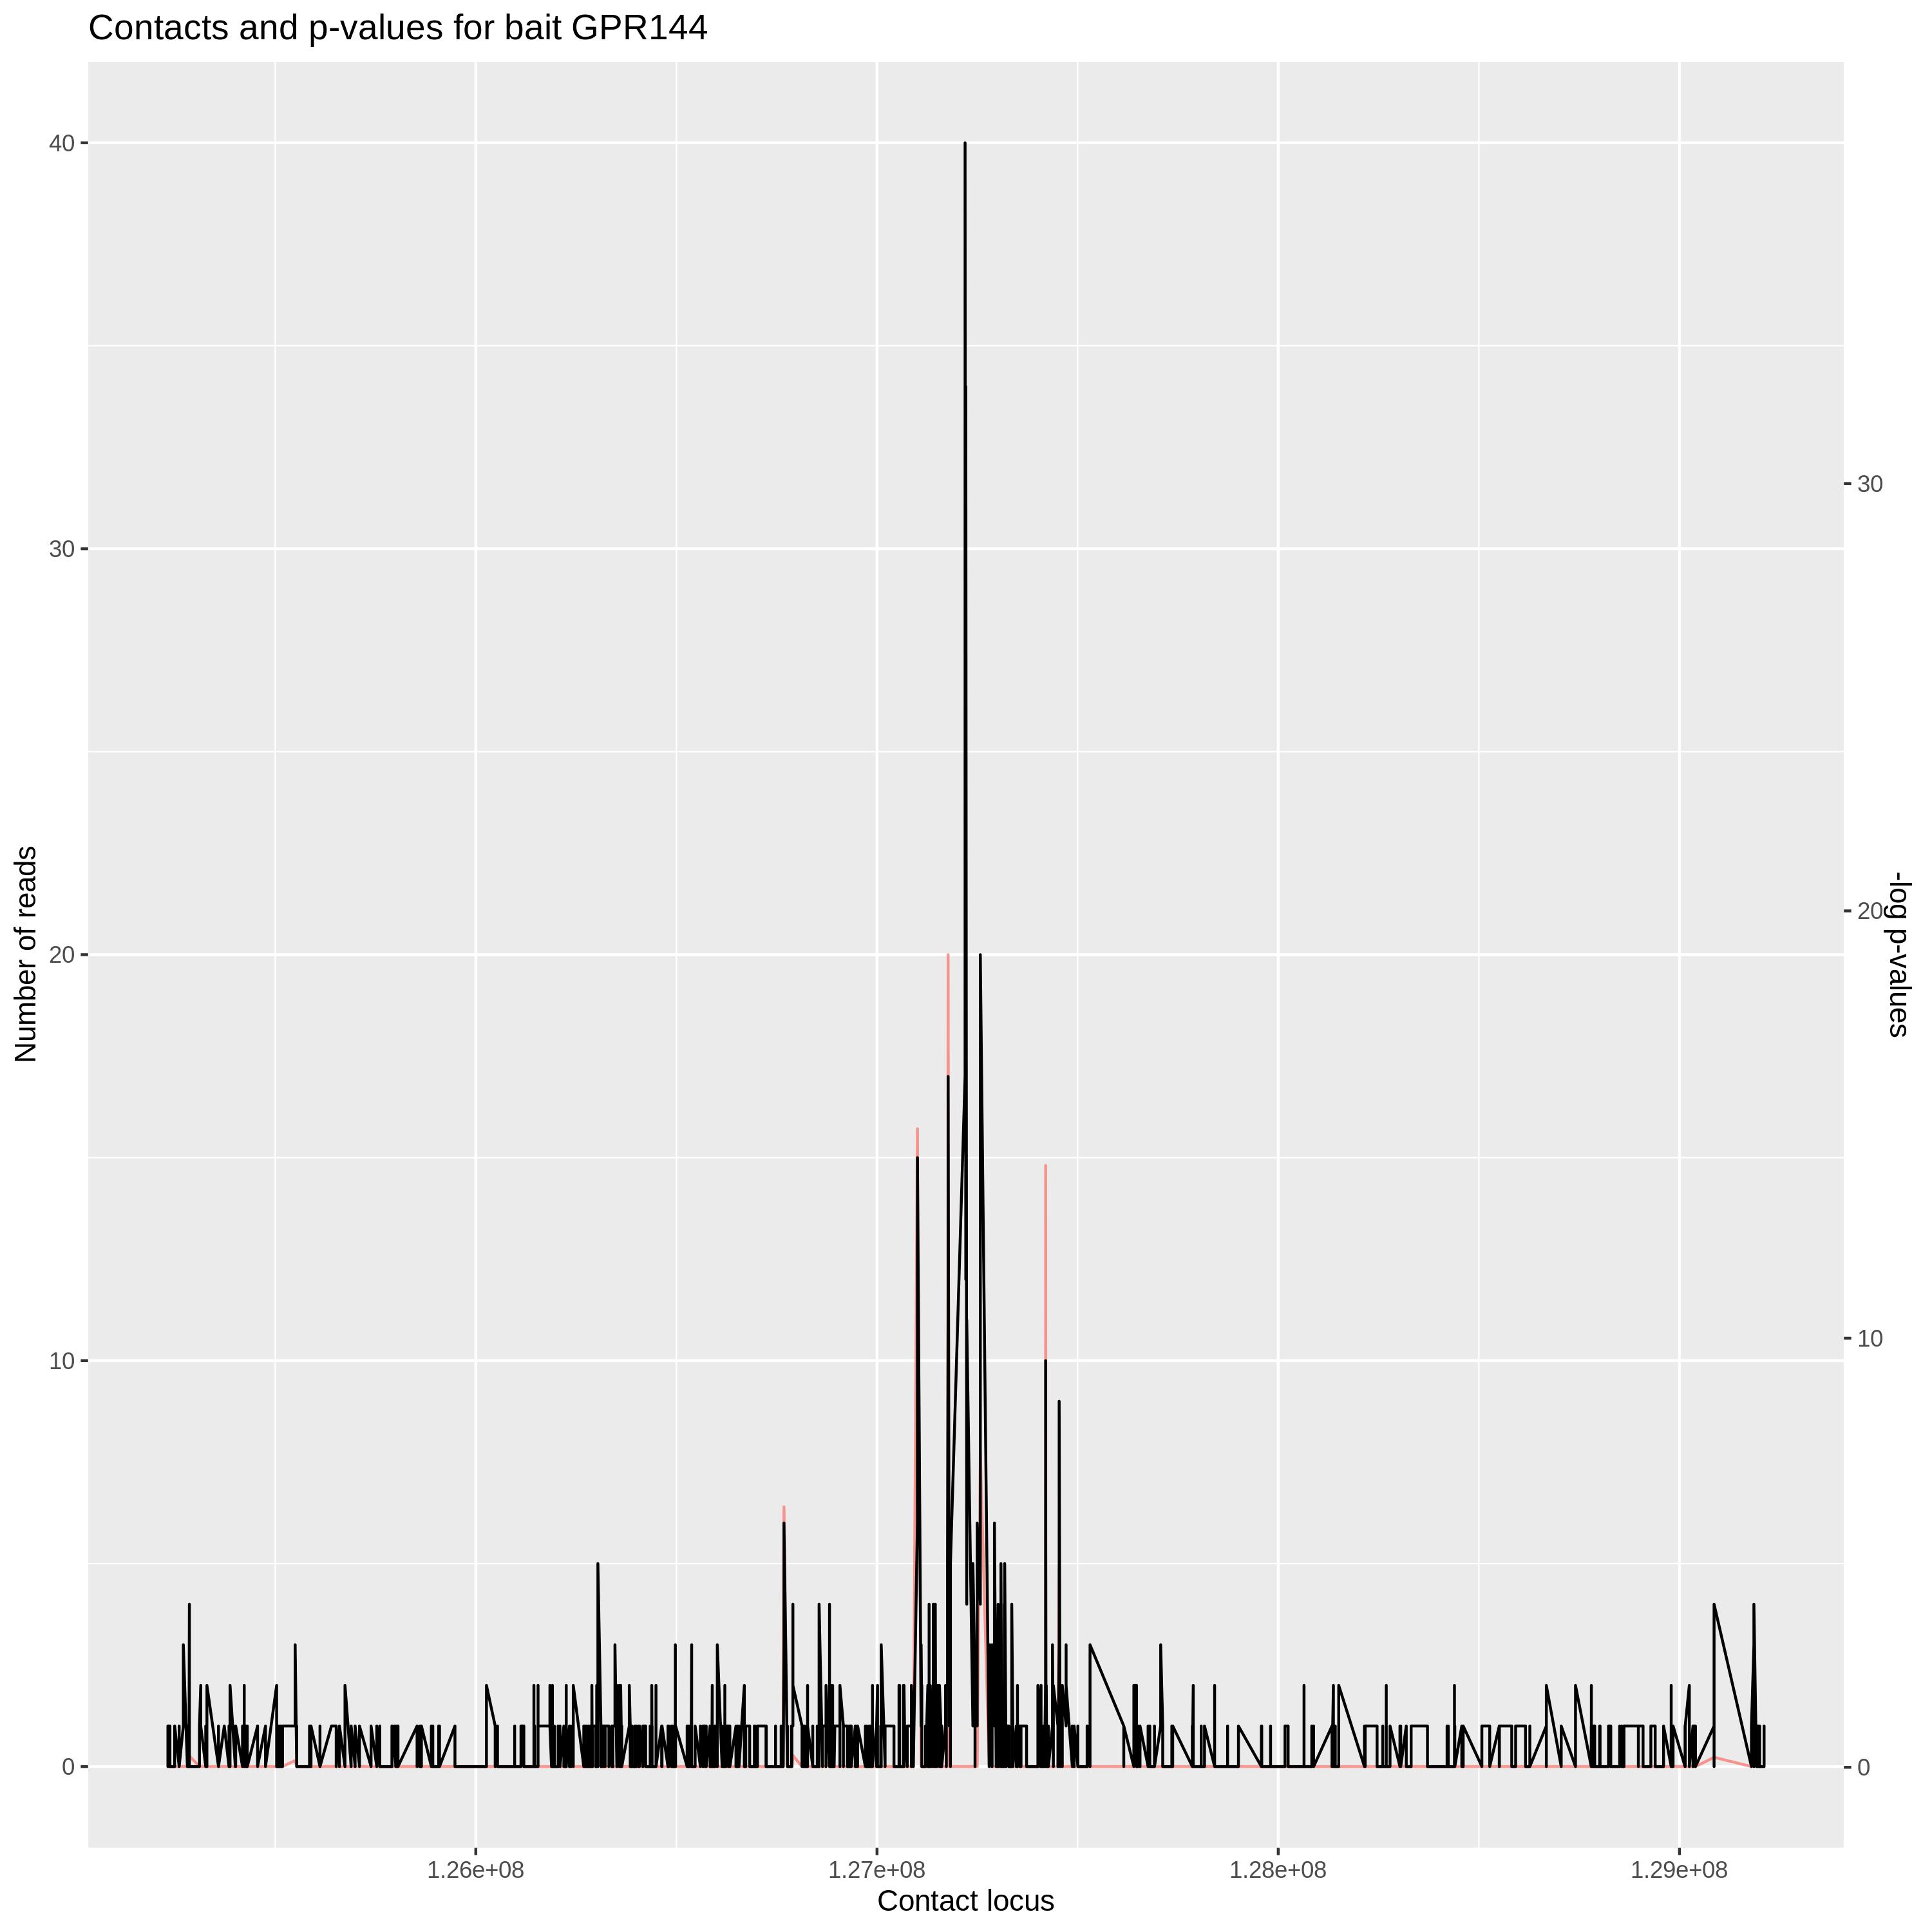 Contacts and p-values for bait GPR144
Number of reads
40
30
20
10
0
30
20
10
0
-log p-values
1.26e+08 1.27e+08 1.28e+08 1.29e+08
Contact locus